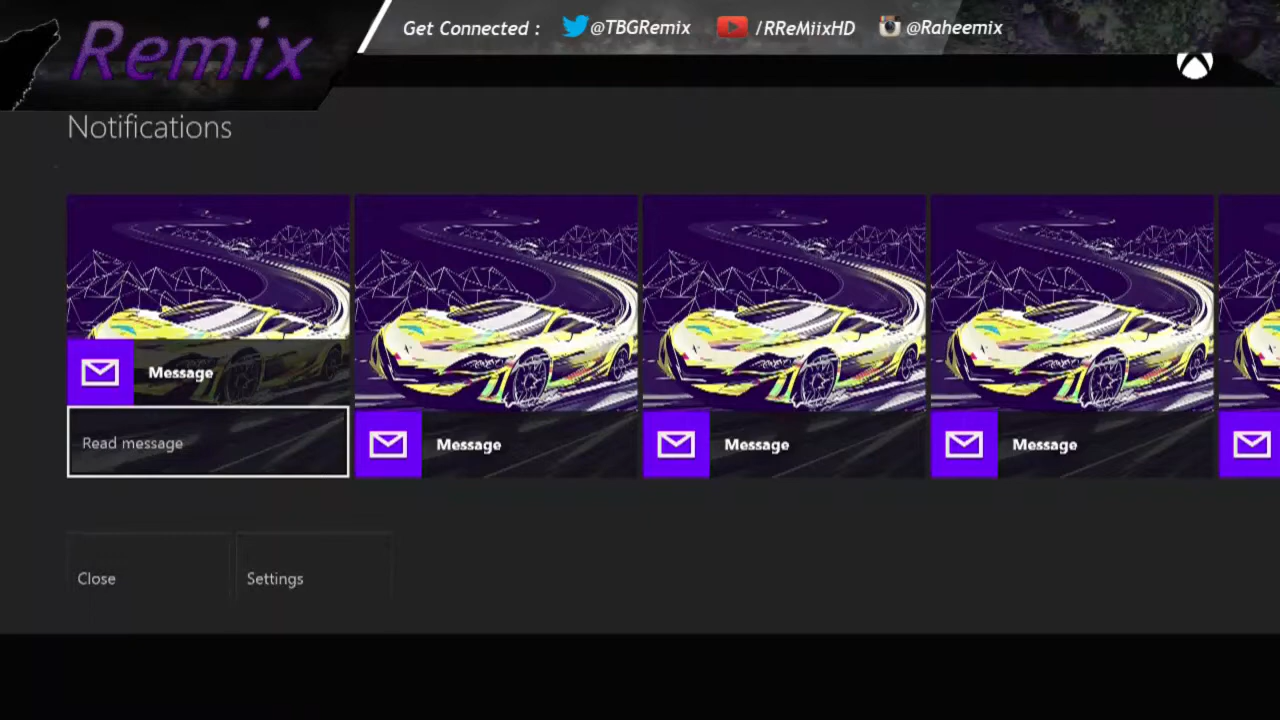 Remix
Get Connected : @TBGRemix /RReMiixHD @Raheemix
Notifications
Message
Read message
Message
Message
Message
Close
Settings